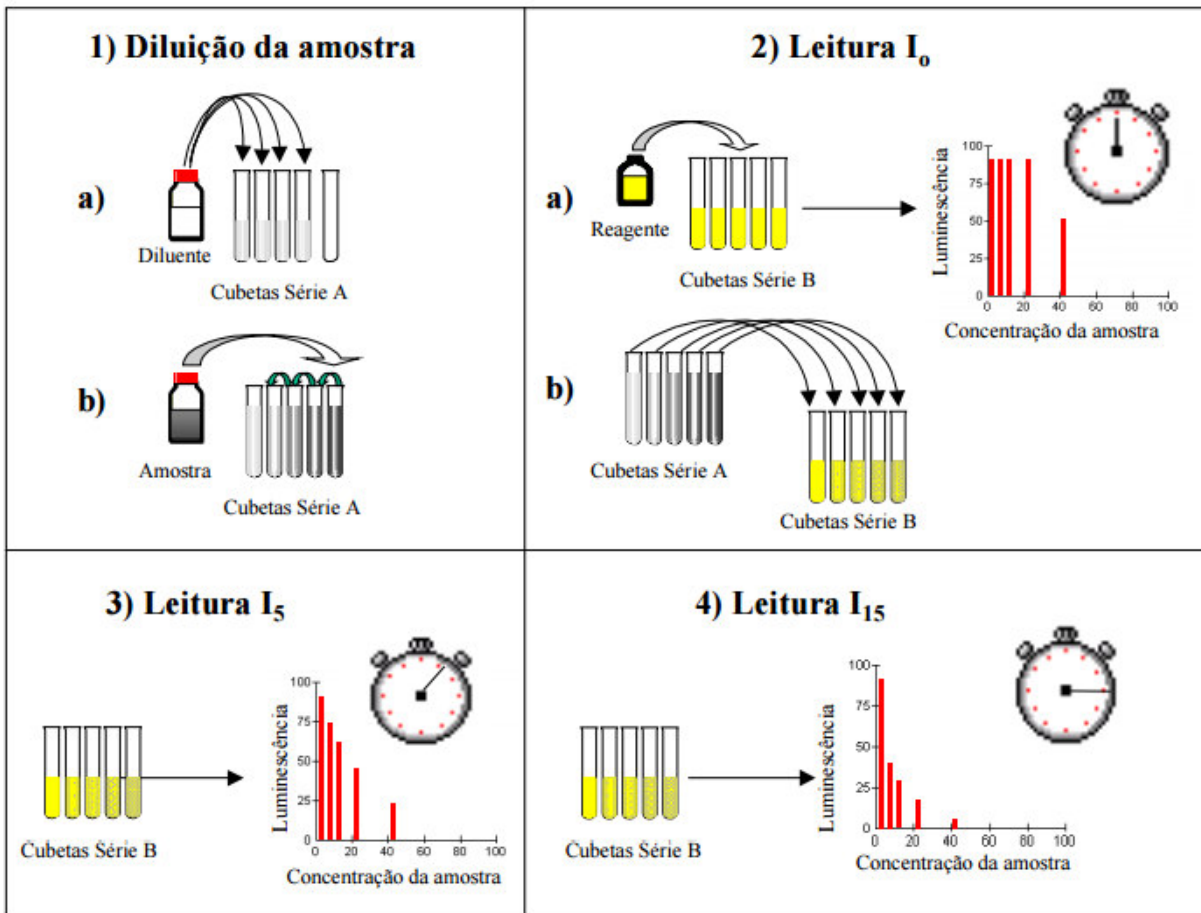 1) Diluição da amostra
a)
Diluente
Cubetas Série A
b)
Amostra
Cubetas Série A
2) Leitura Io
a)
Reagente
Cubetas Série B
Luminescência
100
75
50
25
0
0 20 40 60 80 100
Concentração da amostra
b)
Cubetas Série A
Cubetas Série B
3) Leitura I5
Cubetas Série B
Luminescência
100
75
50
25
0
0 20 40 60 80 100
Concentração da amostra
4) Leitura I15
Cubetas Série B
Luminescência
100
75
50
25
0
0 20 40 60 80 100
Concentração da amostra